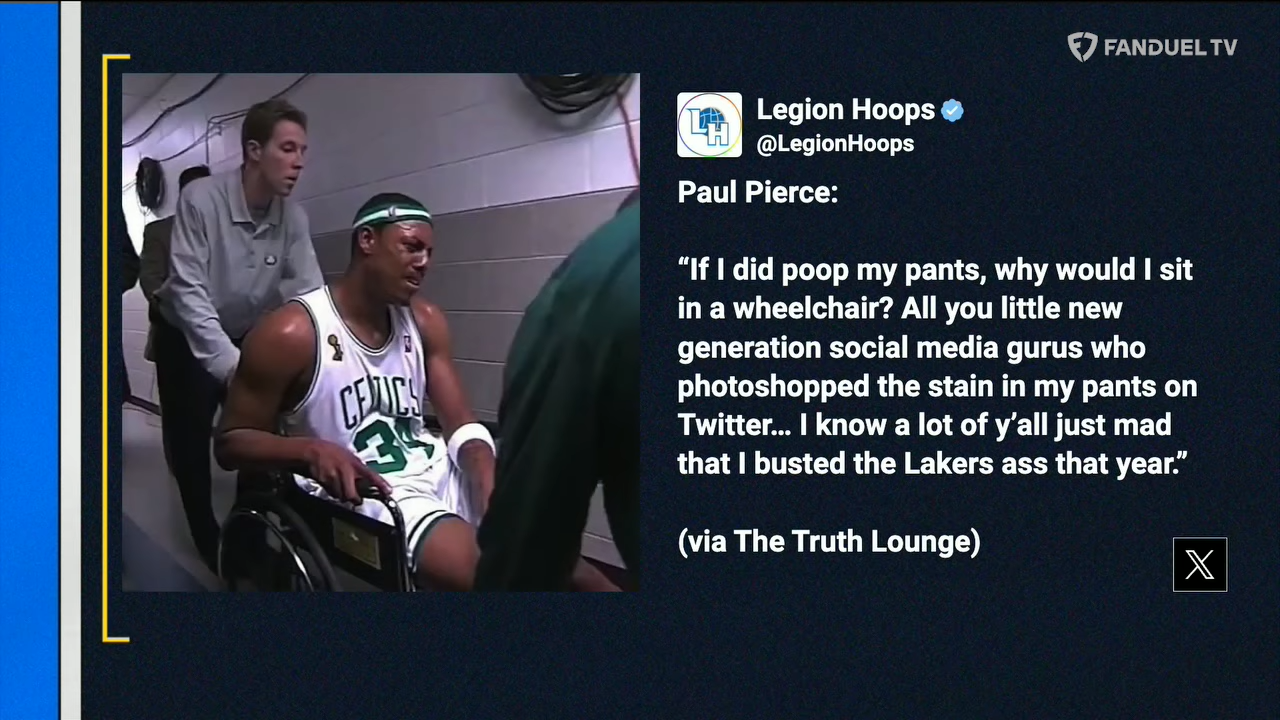 FANDUEL TV
LH
Legion Hoops
@LegionHoops
Paul Pierce:
“If I did poop my pants, why would I sit
in a wheelchair? All you little new
generation social media gurus who
photoshopped the stain in my pants on
Twitter... I know a lot of y’all just mad
that I busted the Lakers ass that year.”
(via The Truth Lounge)
X
CELTICS
34